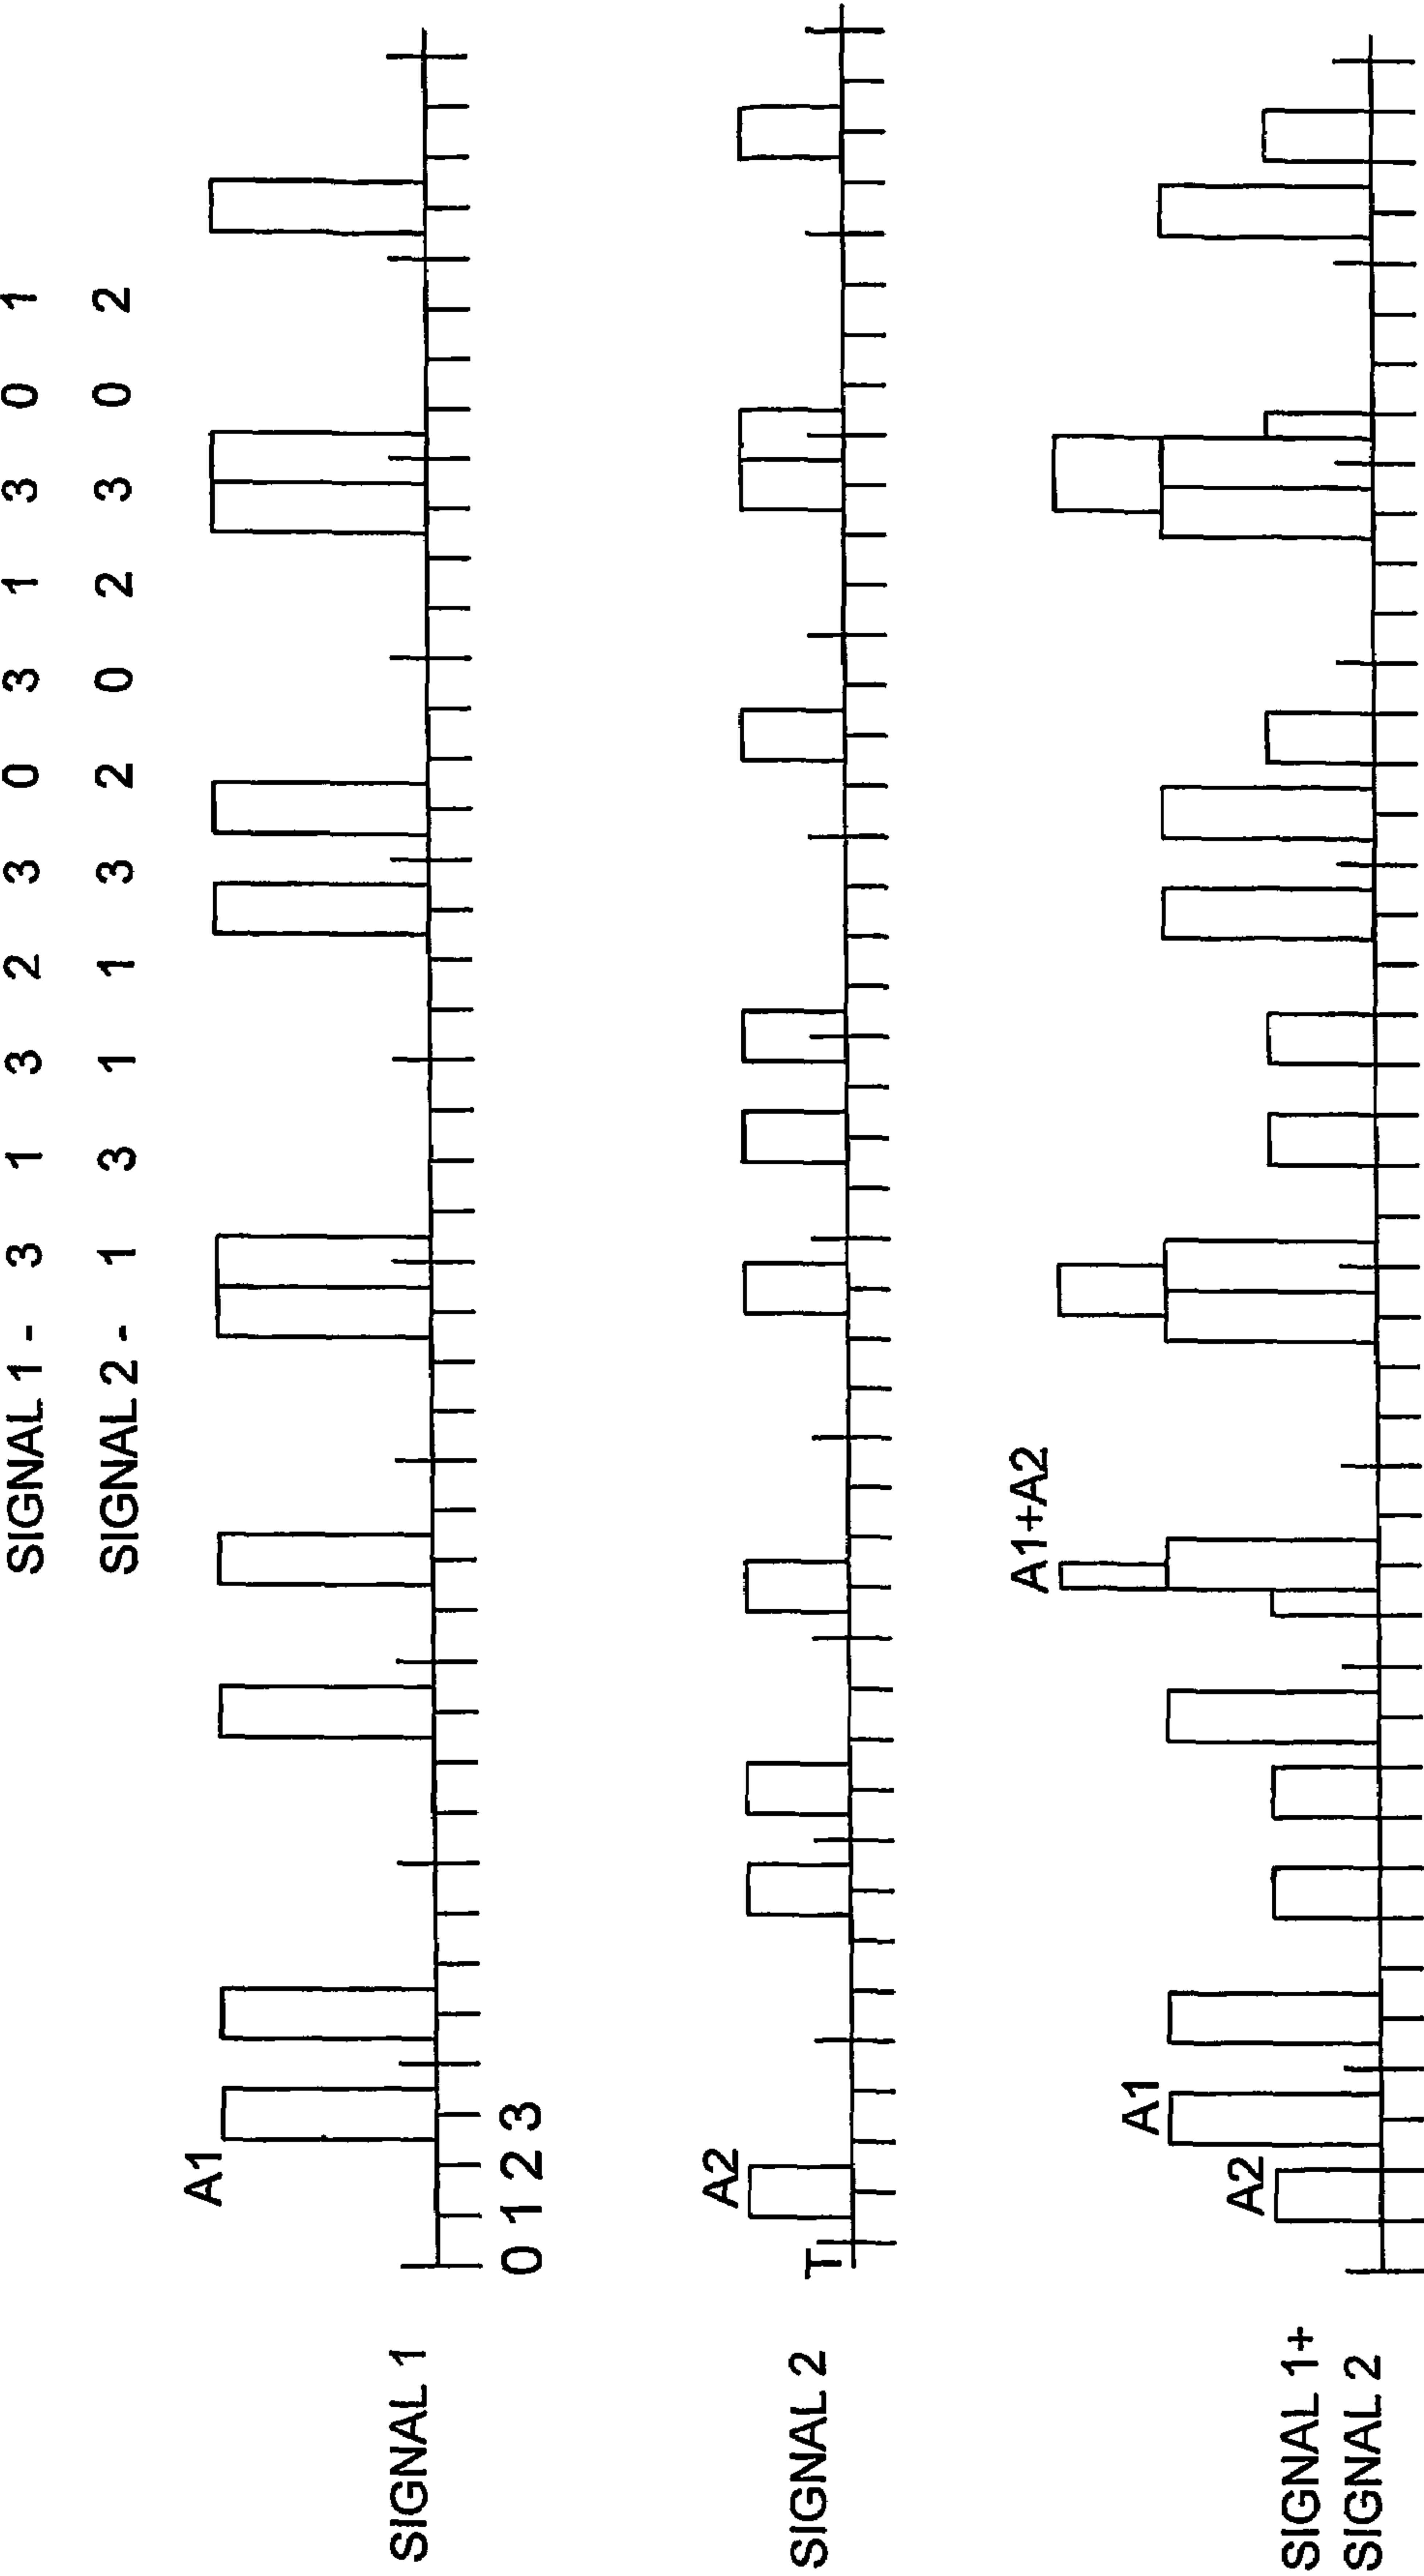 SIGNAL 1 - 3 1 3 2 3 0 3 1 3 0 1
SIGNAL 2 - 1 3 1 1 3 2 0 2 3 0 2
A1
SIGNAL 1
0 1 2 3
A2
T
SIGNAL 2
A1+A2
A1
A2
SIGNAL 1+
SIGNAL 2